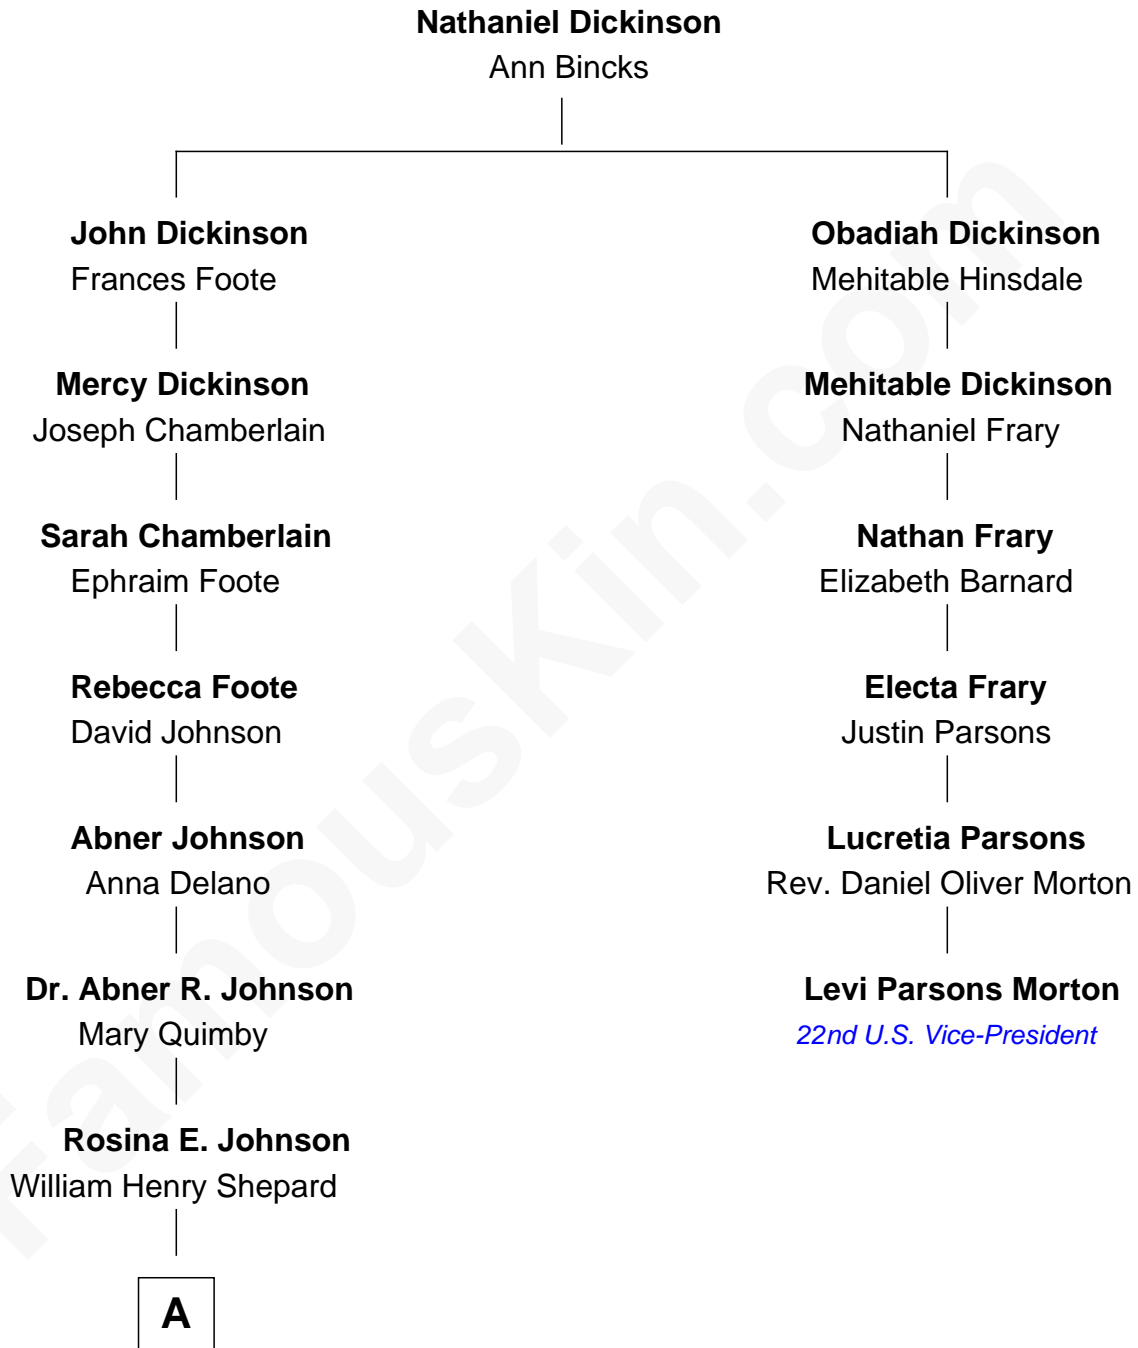 Nathaniel Dickinson
Ann Bincks
John Dickinson
Frances Foote
Obadiah Dickinson
Mehitable Hinsdale
Mercy Dickinson
Joseph Chamberlain
Mehitable Dickinson
Nathaniel Frary
Sarah Chamberlain
Ephraim Foote
Nathan Frary
Elizabeth Barnard
Rebecca Foote
David Johnson
Electa Frary
Justin Parsons
Abner Johnson
Anna Delano
Lucretia Parsons
Rev. Daniel Oliver Morton
Dr. Abner R. Johnson
Mary Quimby
Levi Parsons Morton
22nd U.S. Vice-President
Rosina E. Johnson
William Henry Shepard
A
FamousKin.com